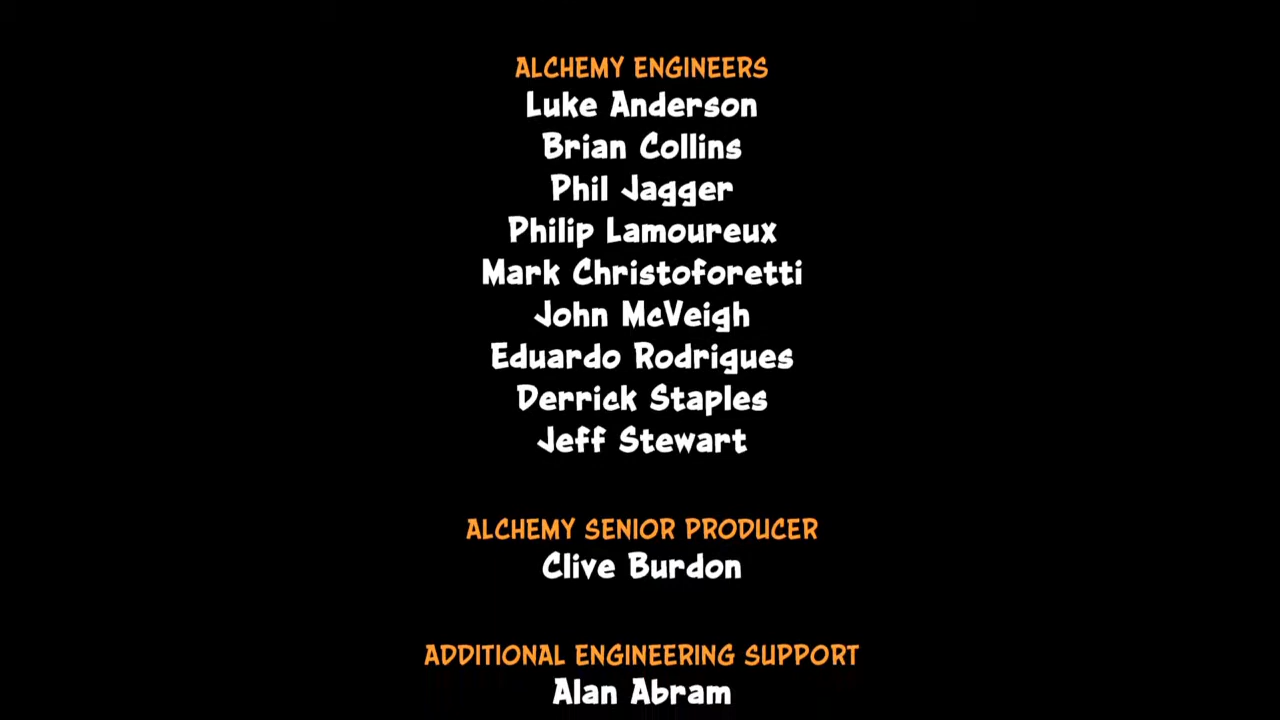 ALCHEMY ENGINEERS
Luke Anderson
Brian Collins
Phil Jagger
Philip Lamoureux
Mark Christoforetti
John McVeigh
Eduardo Rodrigues
Derrick Staples
Jeff Stewart
ALCHEMY SENIOR PRODUCER
Clive Burdon
ADDITIONAL ENGINEERING SUPPORT
Alan Abram